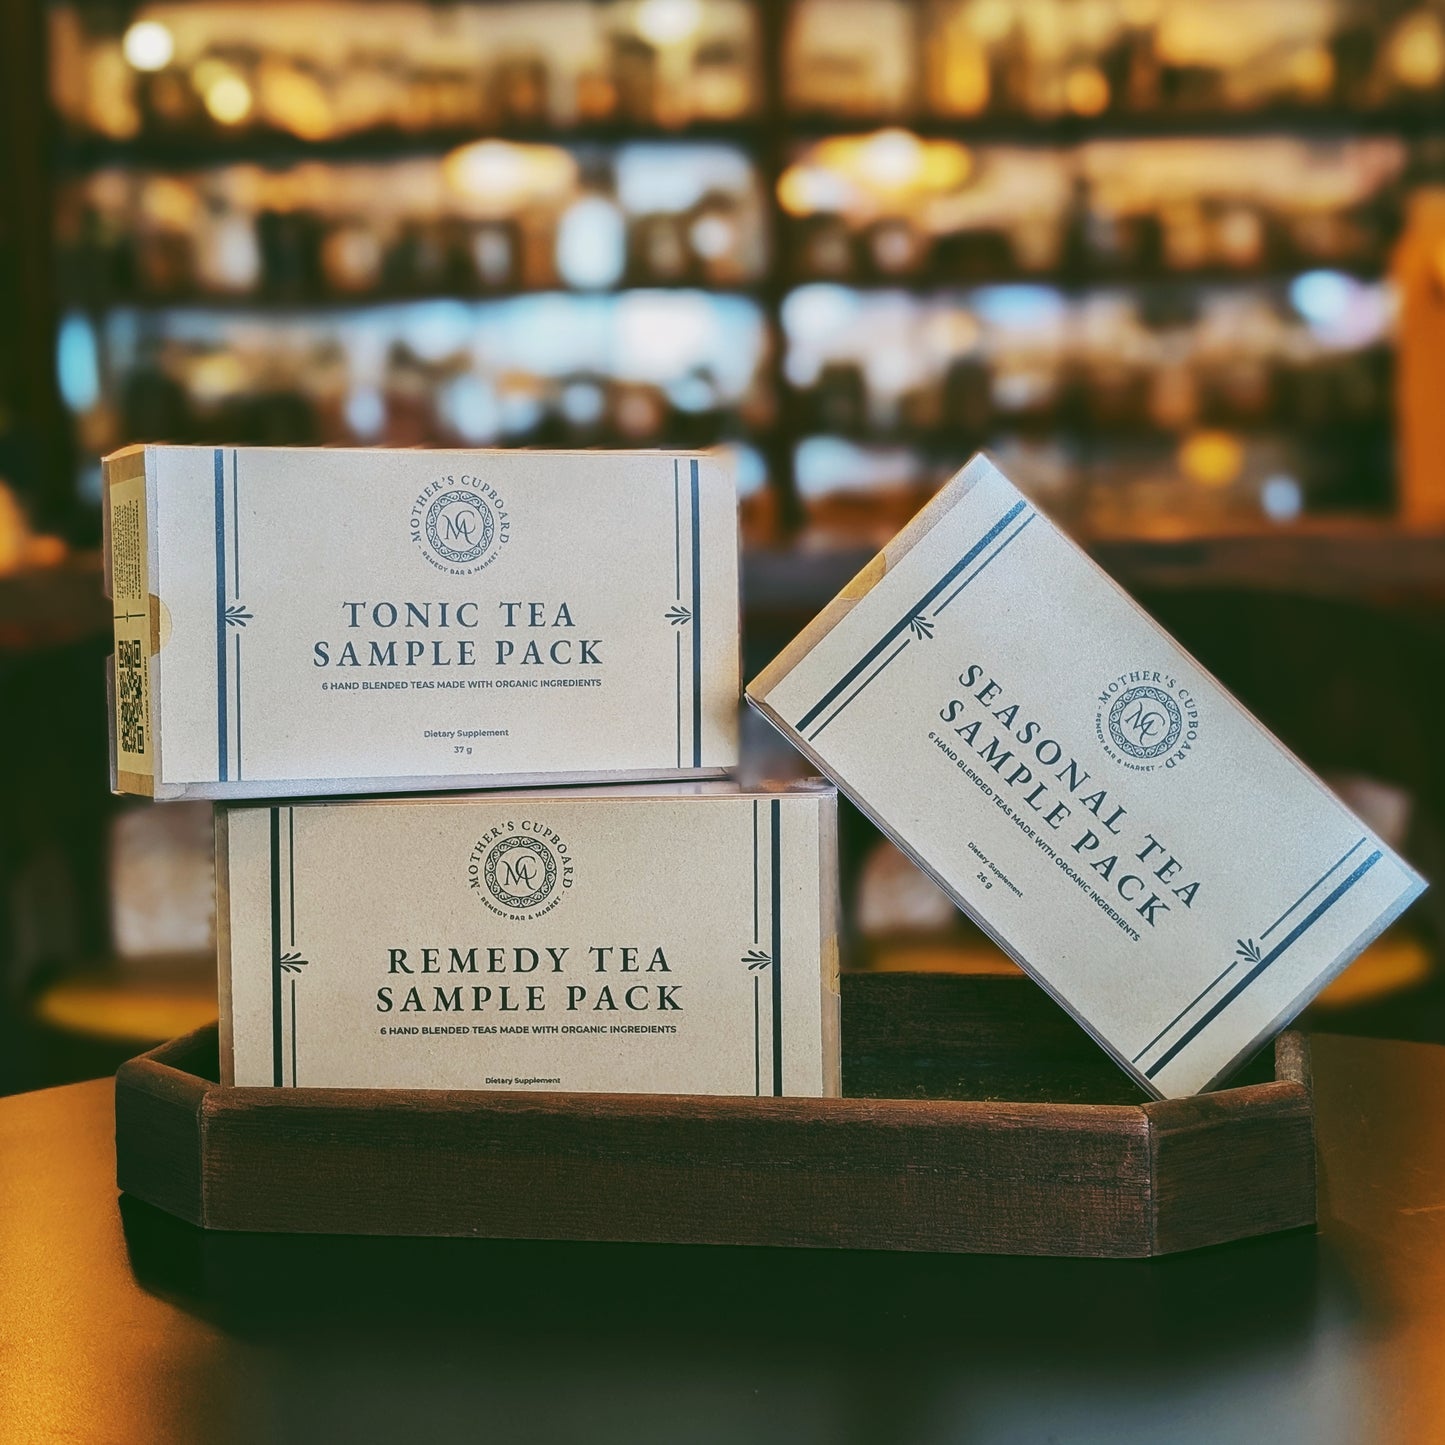 MOTHER'S CUPBOARD
MC
- REMEDY BAR & MARKET -
TONIC TEA
SAMPLE PACK
6 HAND BLENDED TEAS MADE WITH ORGANIC INGREDIENTS
Dietary Supplement
37 g
MOTHER'S CUPBOARD
MC
- REMEDY BAR & MARKET -
REMEDY TEA
SAMPLE PACK
6 HAND BLENDED TEAS MADE WITH ORGANIC INGREDIENTS
Dietary Supplement
MOTHER'S CUPBOARD
MC
- REMEDY BAR & MARKET -
SEASONAL TEA
SAMPLE PACK
6 HAND BLENDED TEAS MADE WITH ORGANIC INGREDIENTS
Dietary Supplement
26 g